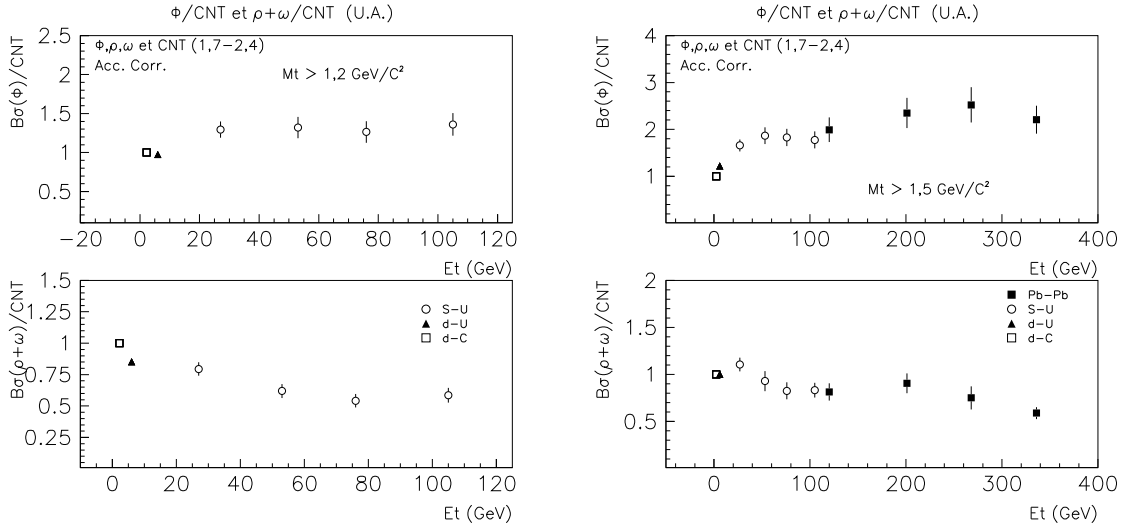 Φ/CNT et ρ+ω/CNT (U.A.)
Bσ(Φ)/CNT
2.5
2
1.5
1
0.5
Φ,ρ,ω et CNT (1,7−2,4)
Acc. Corr.
Mt > 1,2 GeV/C²
−20 0 20 40 60 80 100 120
Et (GeV)
Bσ(ρ+ω)/CNT
1.5
1.25
1
0.75
0.5
0.25
S−U
d−U
d−C
0 20 40 60 80 100 120
Et (GeV)
Φ/CNT et ρ+ω/CNT (U.A.)
Bσ(Φ)/CNT
4
3
2
1
Φ,ρ,ω et CNT (1,7−2,4)
Acc. Corr.
Mt > 1,5 GeV/C²
0 100 200 300 400
Et (GeV)
Bσ(ρ+ω)/CNT
2
1.5
1
0.5
Pb−Pb
S−U
d−U
d−C
0 100 200 300 400
Et (GeV)